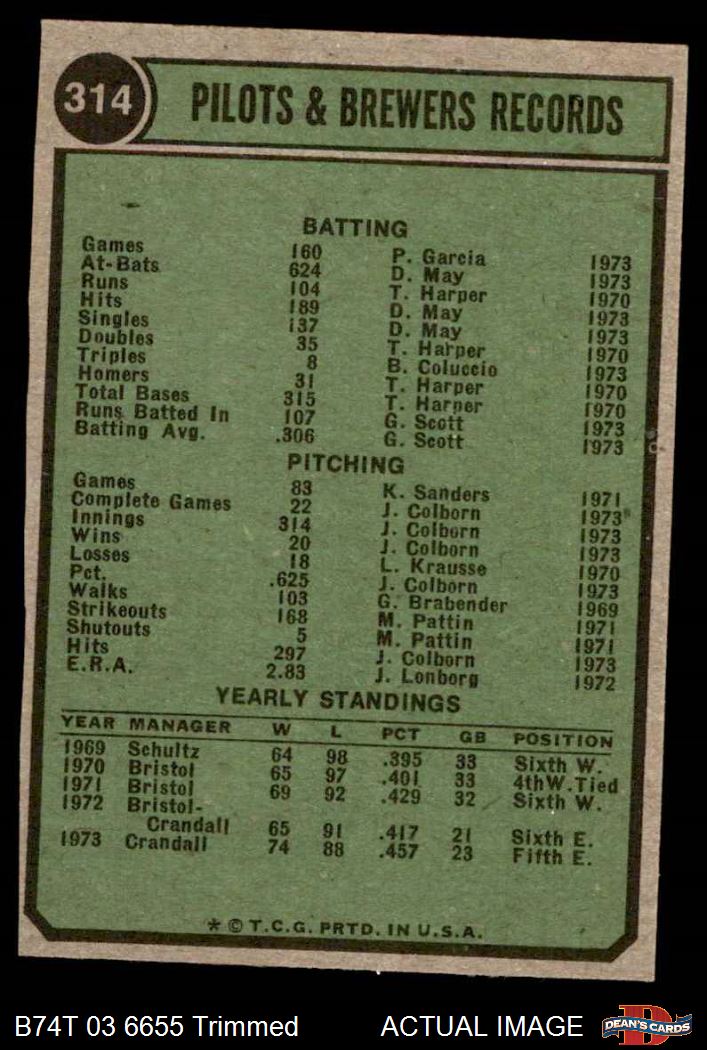 314 PILOTS & BREWERS RECORDS
BATTING
Games 160 P. Garcia 1973
At-Bats 624 D. May 1973
Runs 104 T. Harper 1970
Hits 189 D. May 1973
Singles 137 D. May 1973
Doubles 35 T. Harper 1970
Triples 8 B. Coluccio 1973
Homers 31 T. Harper 1970
Total Bases 315 T. Harper 1970
Runs Batted In 107 G. Scott 1973
Batting Avg. .306 G. Scott 1973
PITCHING
Games 83 K. Sanders 1971
Complete Games 22 J. Colborn 1973
Innings 314 J. Colborn 1973
Wins 20 J. Colborn 1973
Losses 18 L. Krausse 1970
Pct. .625 J. Colborn 1973
Walks 103 G. Brabender 1969
Strikeouts 168 M. Pattin 1971
Shutouts 5 M. Pattin 1971
Hits 297 J. Colborn 1973
E.R.A. 2.83 J. Lonborg 1972
YEARLY STANDINGS
YEAR MANAGER W L PCT GB POSITION
1969 Schultz 64 98 .395 33 Sixth W.
1970 Bristol 65 97 .401 33 4thW.Tied
1971 Bristol 69 92 .429 32 Sixth W.
1972 Bristol-
Crandall 65 91 .417 21 Sixth E.
1973 Crandall 74 88 .457 23 Fifth E.
* © T.C.G. PRTD. IN U.S.A.
B74T 03 6655 Trimmed ACTUAL IMAGE
D
DEAN'S CARDS